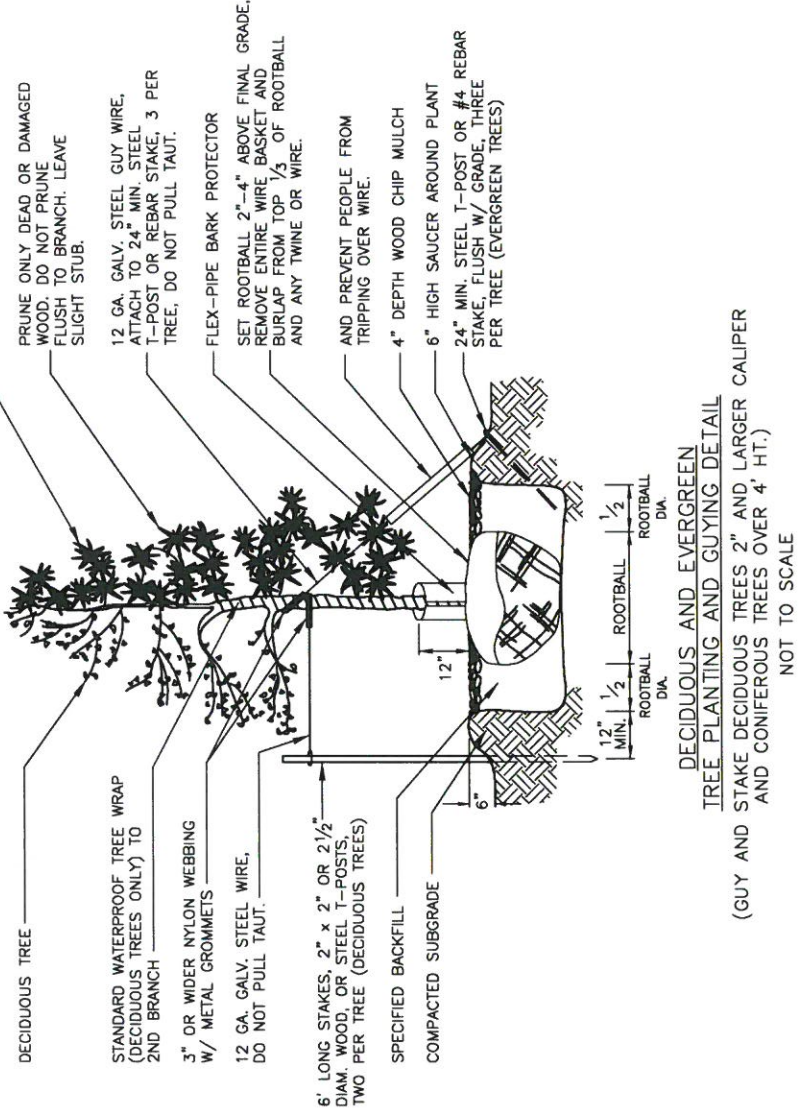 DECIDUOUS TREE
STANDARD WATERPROOF TREE WRAP
(DECIDUOUS TREES ONLY) TO
2ND BRANCH
3" OR WIDER NYLON WEBBING
W/ METAL GROMMETS
12 GA. GALV. STEEL WIRE,
DO NOT PULL TAUT.
6' LONG STAKES, 2" x 2" OR 2½"
DIAM. WOOD, OR STEEL T-POSTS,
TWO PER TREE (DECIDUOUS TREES)
SPECIFIED BACKFILL
COMPACTED SUBGRADE
PRUNE ONLY DEAD OR DAMAGED
WOOD. DO NOT PRUNE
FLUSH TO BRANCH. LEAVE
SLIGHT STUB.
12 GA. GALV. STEEL GUY WIRE,
ATTACH TO 24" MIN. STEEL
T-POST OR REBAR STAKE, 3 PER
TREE, DO NOT PULL TAUT.
FLEX-PIPE BARK PROTECTOR
SET ROOTBALL 2"-4" ABOVE FINAL GRADE,
REMOVE ENTIRE WIRE BASKET AND
BURLAP FROM TOP 1/3 OF ROOTBALL
AND ANY TWINE OR WIRE.
AND PREVENT PEOPLE FROM
TRIPPING OVER WIRE.
4" DEPTH WOOD CHIP MULCH
6" HIGH SAUCER AROUND PLANT
24" MIN. STEEL T-POST OR #4 REBAR
STAKE, FLUSH W/ GRADE, THREE
PER TREE (EVERGREEN TREES)
12"
6"
12"
MIN.
1/2
ROOTBALL
DIA.
ROOTBALL
1/2
ROOTBALL
DIA.
DECIDUOUS AND EVERGREEN
TREE PLANTING AND GUYING DETAIL
(GUY AND STAKE DECIDUOUS TREES 2" AND LARGER CALIPER
AND CONIFEROUS TREES OVER 4' HT.)
NOT TO SCALE